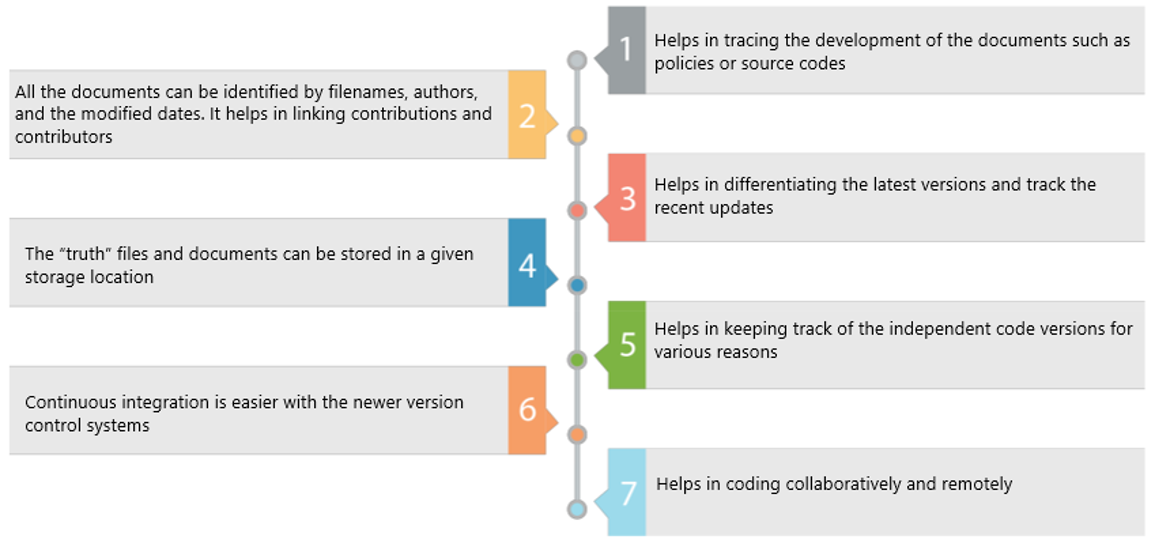 1
Helps in tracing the development of the documents such as
policies or source codes
2
All the documents can be identified by filenames, authors,
and the modified dates. It helps in linking contributions and
contributors
3
Helps in differentiating the latest versions and track the
recent updates
4
The “truth” files and documents can be stored in a given
storage location
5
Helps in keeping track of the independent code versions for
various reasons
6
Continuous integration is easier with the newer version
control systems
7
Helps in coding collaboratively and remotely